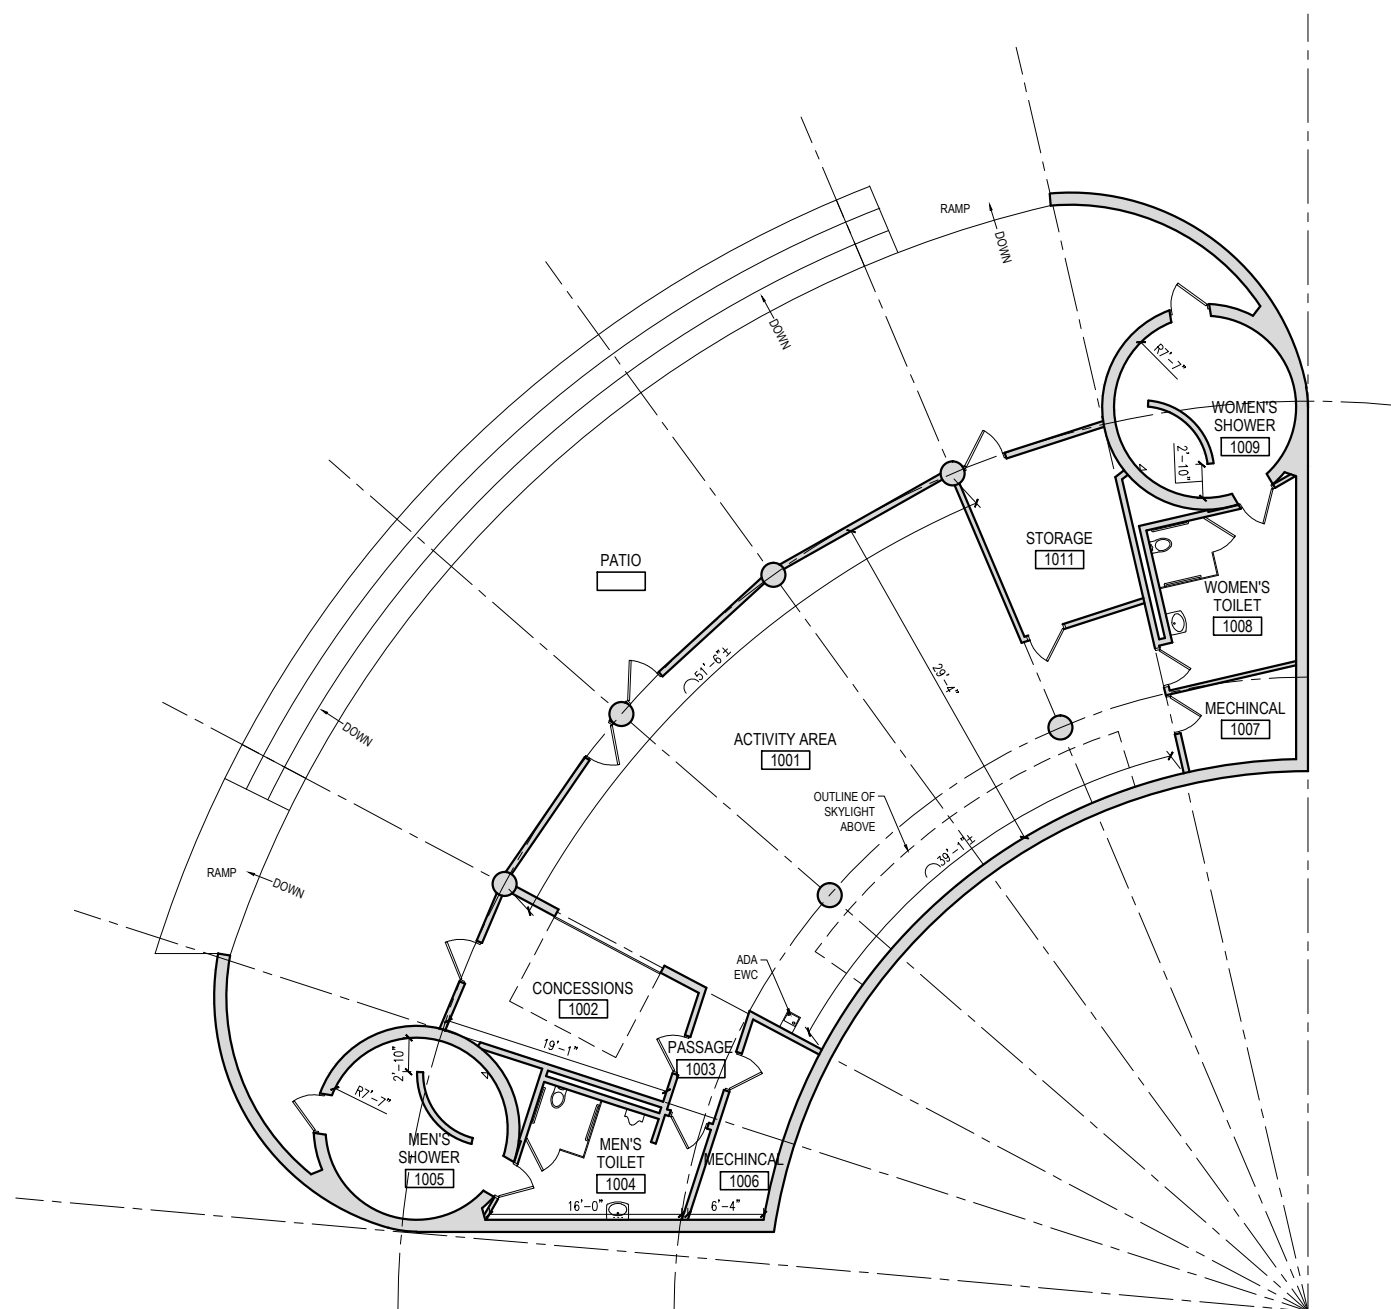 RAMP
DOWN
DOWN
R7'-7"
WOMEN'S
SHOWER
1009
2'-10"
STORAGE
1011
PATIO
WOMEN'S
TOILET
1008
51'-6"±
29'-4"
MECHINCAL
1007
DOWN
ACTIVITY AREA
1001
OUTLINE OF
SKYLIGHT
ABOVE
39'-1"±
RAMP
DOWN
ADA
EWC
CONCESSIONS
1002
19'-1"
PASSAGE
1003
2'-10"
R7'-7"
MEN'S
SHOWER
1005
MEN'S
TOILET
1004
MECHINCAL
1006
16'-0"
6'-4"